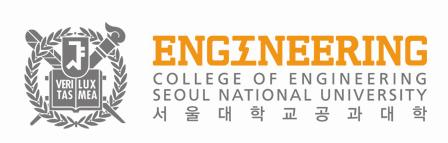 VERI LUX
TAS MEA
ENGINEERING
COLLEGE OF ENGINEERING
SEOUL NATIONAL UNIVERSITY
서울대학교공과대학